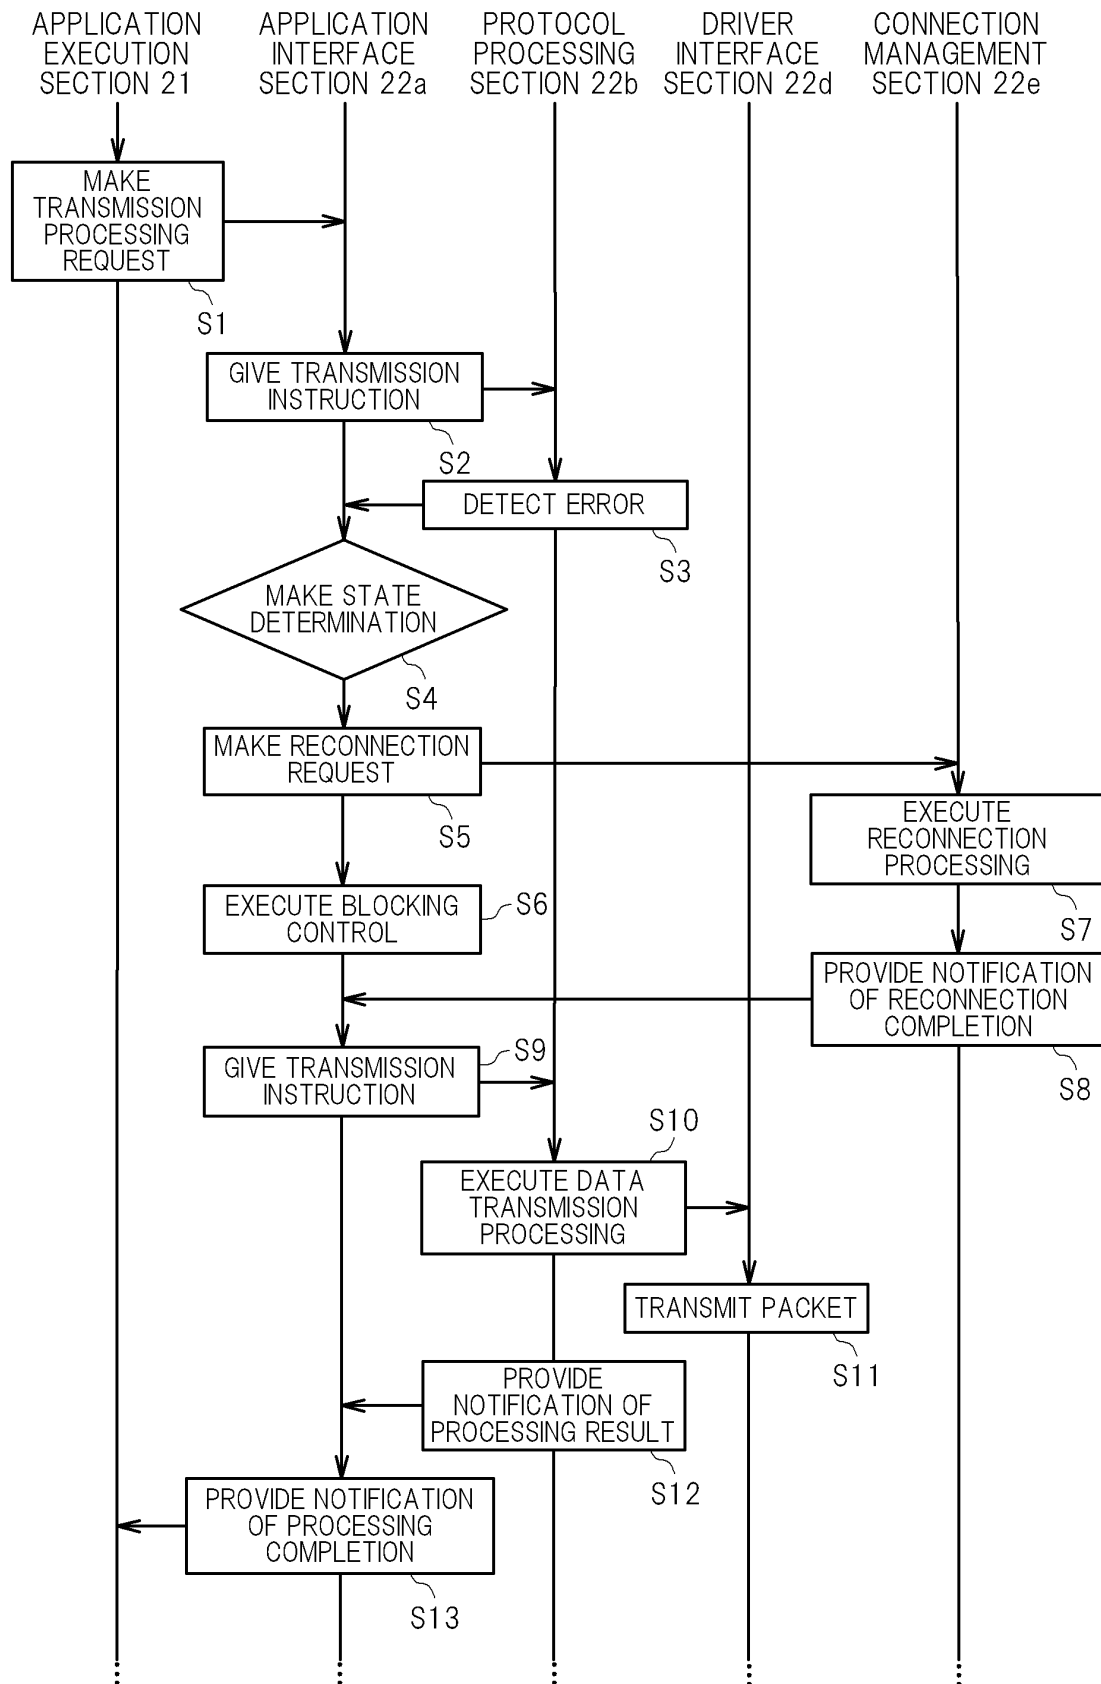 APPLICATION
EXECUTION
SECTION 21
APPLICATION
INTERFACE
SECTION 22a
PROTOCOL
PROCESSING
SECTION 22b
DRIVER
INTERFACE
SECTION 22d
CONNECTION
MANAGEMENT
SECTION 22e
MAKE
TRANSMISSION
PROCESSING
REQUEST
S1
GIVE TRANSMISSION
INSTRUCTION
S2
DETECT ERROR
S3
MAKE STATE
DETERMINATION
S4
MAKE RECONNECTION
REQUEST
S5
EXECUTE
RECONNECTION
PROCESSING
S7
EXECUTE BLOCKING
CONTROL
S6
PROVIDE NOTIFICATION
OF RECONNECTION
COMPLETION
S8
GIVE TRANSMISSION
INSTRUCTION
S9
S10
EXECUTE DATA
TRANSMISSION
PROCESSING
TRANSMIT PACKET
S11
PROVIDE
NOTIFICATION OF
PROCESSING RESULT
S12
PROVIDE NOTIFICATION
OF PROCESSING
COMPLETION
S13